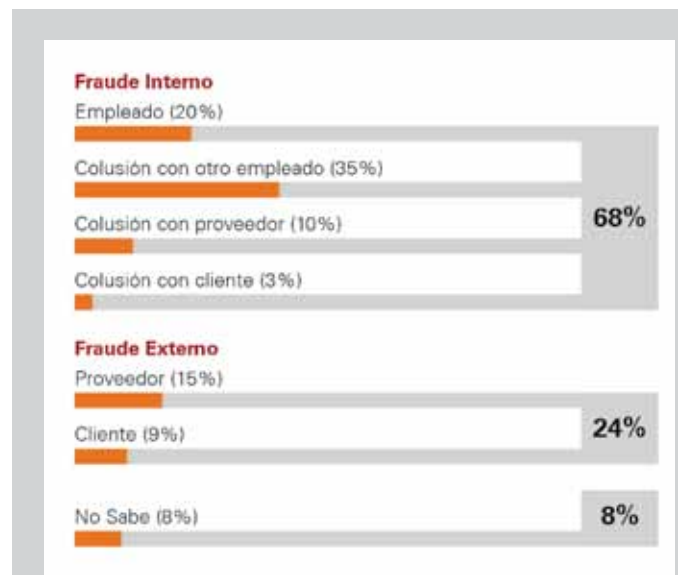 Fraude Interno
Empleado (20%)
Colusión con otro empleado (35%)
Colusión con proveedor (10%)
68%
Colusión con cliente (3%)
Fraude Externo
Proveedor (15%)
Cliente (9%)
24%
No Sabe (8%)
8%